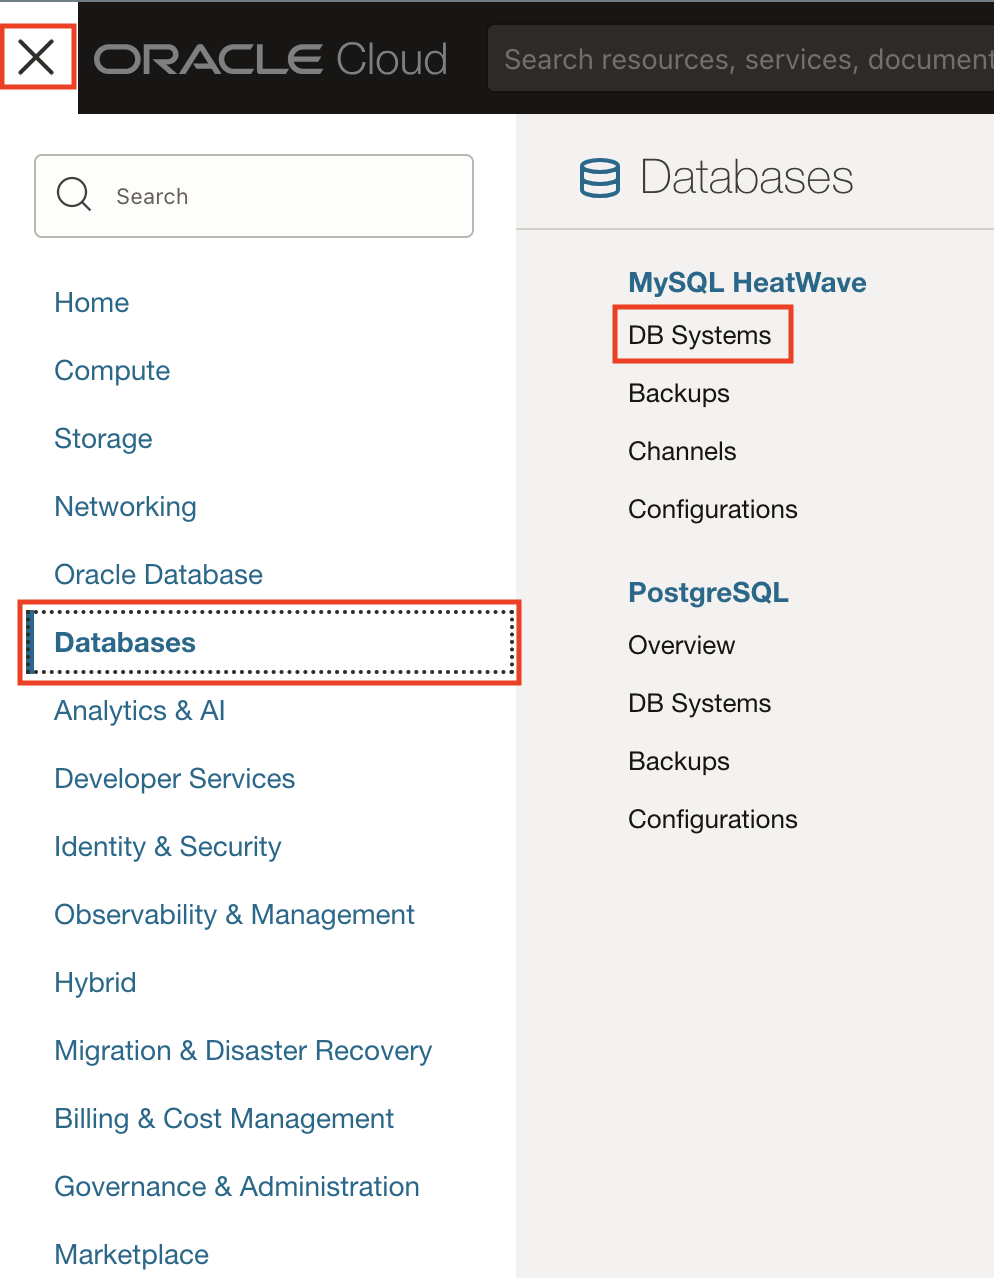 ORACLE Cloud
Search resources, services, document
Search
Home
Compute
Storage
Networking
Oracle Database
Databases
Analytics & AI
Developer Services
Identity & Security
Observability & Management
Hybrid
Migration & Disaster Recovery
Billing & Cost Management
Governance & Administration
Marketplace
Databases
MySQL HeatWave
DB Systems
Backups
Channels
Configurations
PostgreSQL
Overview
DB Systems
Backups
Configurations